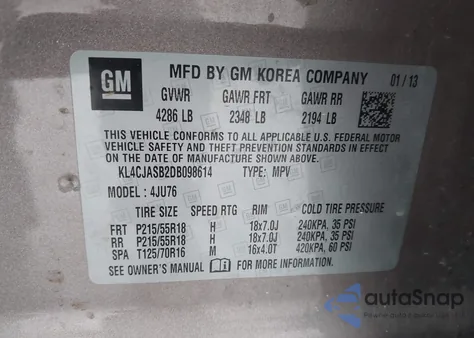 GM MFD BY GM KOREA COMPANY 01/13
GVWR GAWR FRT GAWR RR
4286 LB 2348 LB 2194 LB
THIS VEHICLE CONFORMS TO ALL APPLICABLE U.S. FEDERAL MOTOR
VEHICLE SAFETY AND THEFT PREVENTION STANDARDS IN EFFECT
ON THE DATE OF MANUFACTURE SHOWN ABOVE.
KL4CJASB2DB098614 TYPE: MPV
MODEL: 4JU76
TIRE SIZE SPEED RTG RIM COLD TIRE PRESSURE
FRT P215/55R18 H 18x7.0J 240KPA, 35 PSI
RR P215/55R18 H 18x7.0J 240KPA, 35 PSI
SPA T125/70R16 M 16x4.0T 420KPA, 60 PSI
SEE OWNER'S MANUAL FOR MORE INFORMATION.
autoSnap